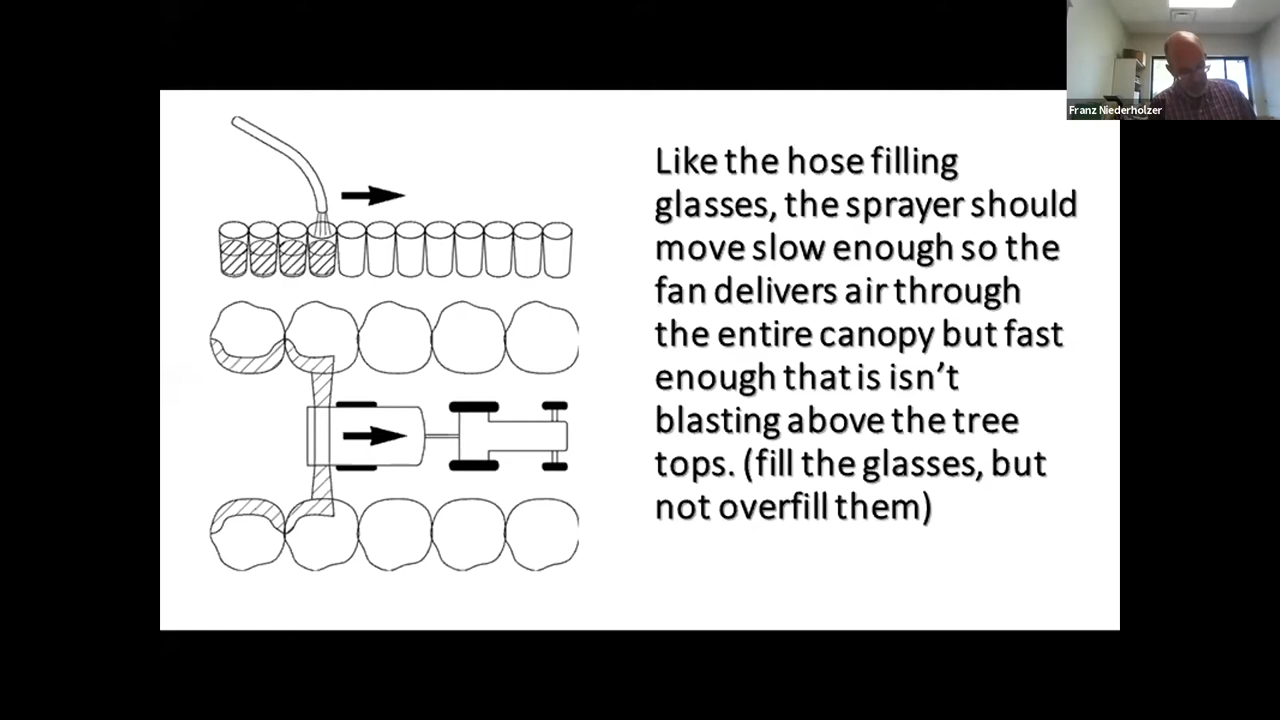 Franz Niederholzer
Like the hose filling
glasses, the sprayer should
move slow enough so the
fan delivers air through
the entire canopy but fast
enough that is isn't
blasting above the tree
tops. (fill the glasses, but
not overfill them)